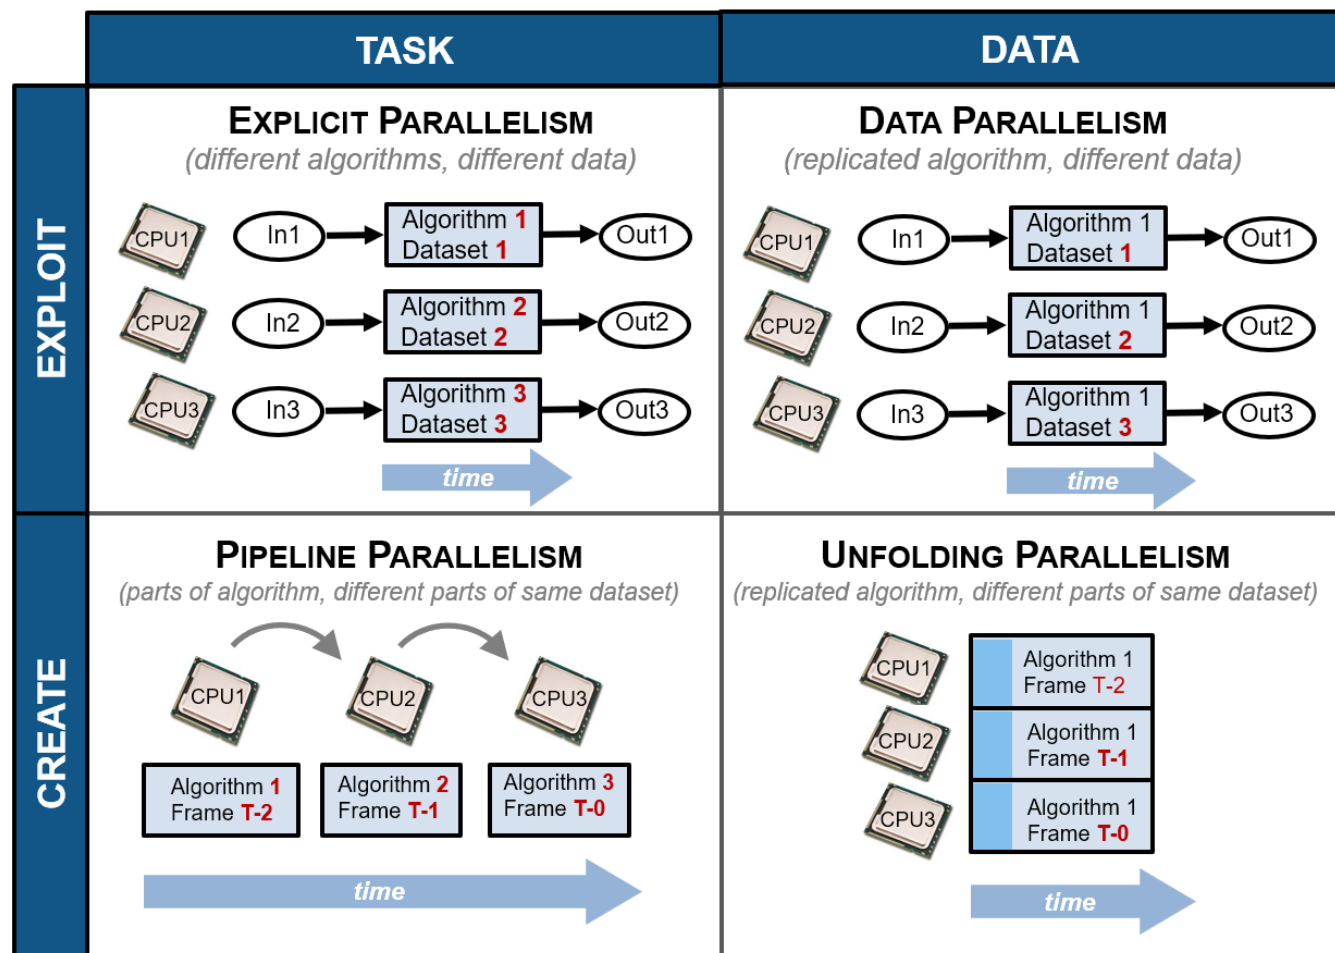 TASK
DATA
EXPLOIT
EXPLICIT PARALLELISM
(different algorithms, different data)
CPU1
In1
Algorithm 1
Dataset 1
Out1
CPU2
In2
Algorithm 2
Dataset 2
Out2
CPU3
In3
Algorithm 3
Dataset 3
Out3
time
DATA PARALLELISM
(replicated algorithm, different data)
CPU1
In1
Algorithm 1
Dataset 1
Out1
CPU2
In2
Algorithm 1
Dataset 2
Out2
CPU3
In3
Algorithm 1
Dataset 3
Out3
time
CREATE
PIPELINE PARALLELISM
(parts of algorithm, different parts of same dataset)
CPU1
CPU2
CPU3
Algorithm 1
Frame T-2
Algorithm 2
Frame T-1
Algorithm 3
Frame T-0
time
UNFOLDING PARALLELISM
(replicated algorithm, different parts of same dataset)
CPU1
Algorithm 1
Frame T-2
CPU2
Algorithm 1
Frame T-1
CPU3
Algorithm 1
Frame T-0
time